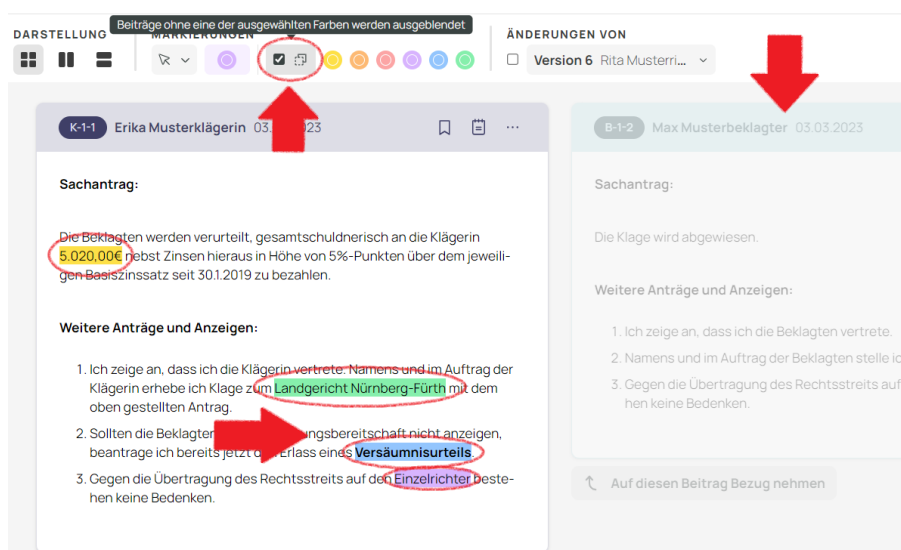 Beiträge ohne eine der ausgewählten Farben werden ausgeblendet
DARSTELLUNG
MARKIERUNGEN
ÄNDERUNGEN VON
Version 6 Rita Musterri...
K-1-1 Erika Musterklägerin 03. 23
Sachantrag:
Die Beklagten werden verurteilt, gesamtschuldnerisch an die Klägerin
5.020,00€ nebst Zinsen hieraus in Höhe von 5%-Punkten über dem jeweili-
gen Basiszinssatz seit 30.1.2019 zu bezahlen.
Weitere Anträge und Anzeigen:
1. Ich zeige an, dass ich die Klägerin vertrete. Namens und im Auftrag der
Klägerin erhebe ich Klage zum Landgericht Nürnberg-Fürth mit dem
oben gestellten Antrag.
2. Sollten die Beklagten ungsbereitschaft nicht anzeigen,
beantrage ich bereits jetzt den Erlass eines Versäumnisurteils.
3. Gegen die Übertragung des Rechtsstreits auf den Einzelrichter beste-
hen keine Bedenken.
B-1-2 Max Musterbeklagter 03.03.2023
Sachantrag:
Die Klage wird abgewiesen.
Weitere Anträge und Anzeigen:
1. Ich zeige an, dass ich die Beklagten vertrete.
2. Namens und im Auftrag der Beklagten stelle ic
3. Gegen die Übertragung des Rechtsstreits auf
hen keine Bedenken.
Auf diesen Beitrag Bezug nehmen